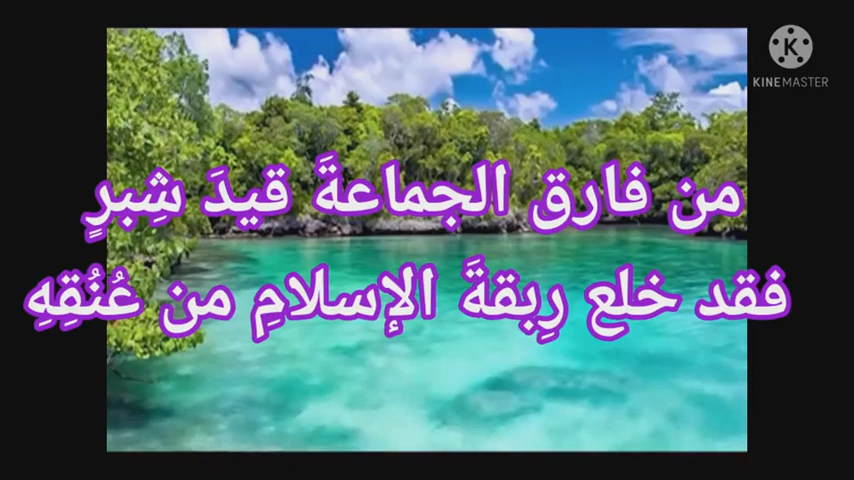 KINEMASTER
من فارق الجماعةَ قيدَ شِبرٍ
فقد خلع رِبقةَ الإسلامِ من عُنُقِهِ